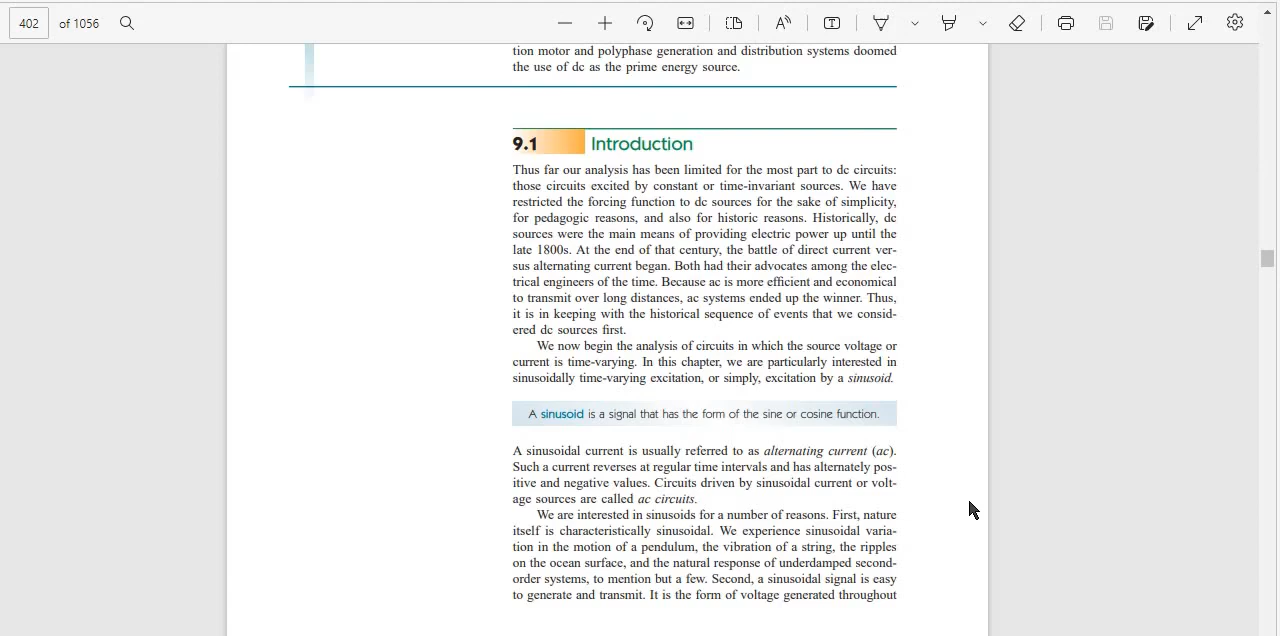 402 of 1056
tion motor and polyphase generation and distribution systems doomed
the use of dc as the prime energy source.
9.1 Introduction
Thus far our analysis has been limited for the most part to dc circuits:
those circuits excited by constant or time-invariant sources. We have
restricted the forcing function to dc sources for the sake of simplicity,
for pedagogic reasons, and also for historic reasons. Historically, dc
sources were the main means of providing electric power up until the
late 1800s. At the end of that century, the battle of direct current ver-
sus alternating current began. Both had their advocates among the elec-
trical engineers of the time. Because ac is more efficient and economical
to transmit over long distances, ac systems ended up the winner. Thus,
it is in keeping with the historical sequence of events that we consid-
ered dc sources first.
We now begin the analysis of circuits in which the source voltage or
current is time-varying. In this chapter, we are particularly interested in
sinusoidally time-varying excitation, or simply, excitation by a sinusoid.
A sinusoid is a signal that has the form of the sine or cosine function.
A sinusoidal current is usually referred to as alternating current (ac).
Such a current reverses at regular time intervals and has alternately pos-
itive and negative values. Circuits driven by sinusoidal current or volt-
age sources are called ac circuits.
We are interested in sinusoids for a number of reasons. First, nature
itself is characteristically sinusoidal. We experience sinusoidal varia-
tion in the motion of a pendulum, the vibration of a string, the ripples
on the ocean surface, and the natural response of underdamped second-
order systems, to mention but a few. Second, a sinusoidal signal is easy
to generate and transmit. It is the form of voltage generated throughout